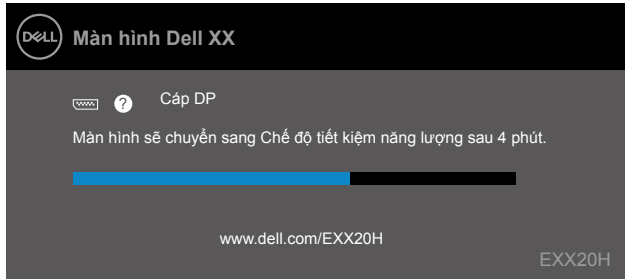 DELL Màn hình Dell XX
? Cáp DP
Màn hình sẽ chuyển sang Chế độ tiết kiệm năng lượng sau 4 phút.
www.dell.com/EXX20H
EXX20H